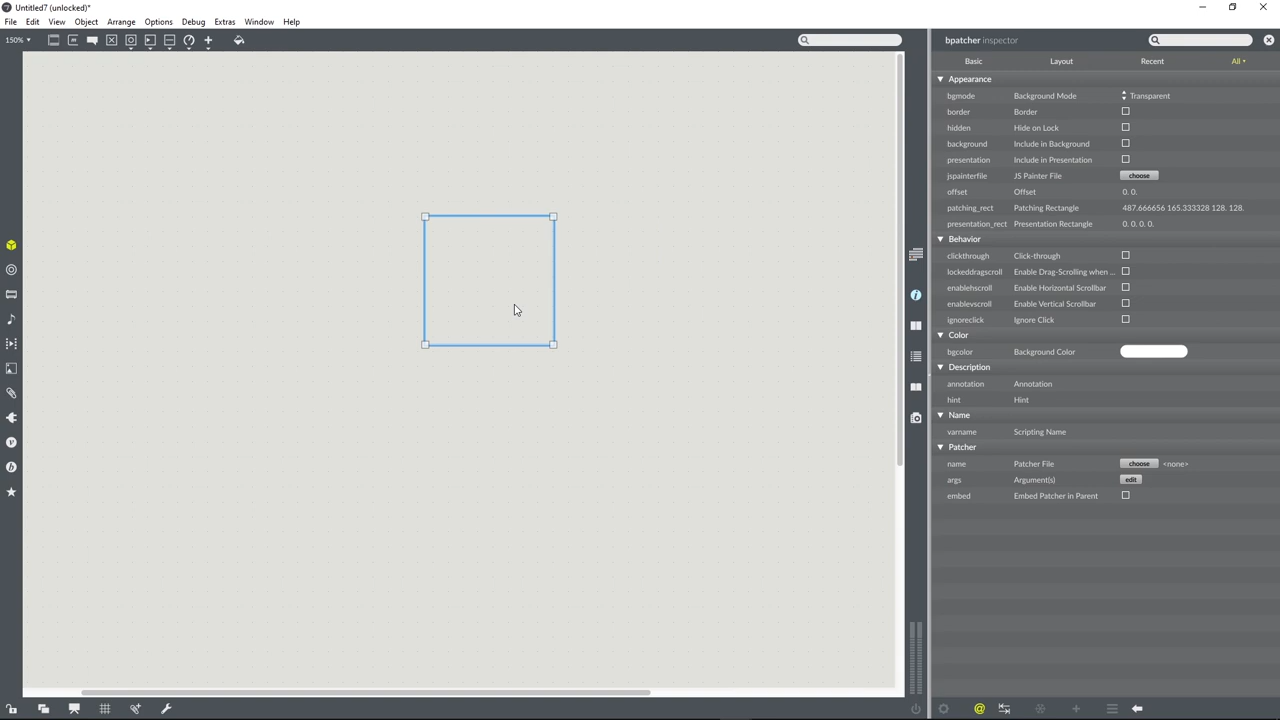 Untitled7 (unlocked)*
File Edit View Object Arrange Options Debug Extras Window Help
150%
bpatcher inspector
Basic Layout Recent All
Appearance
bgmode Background Mode Transparent
border Border
hidden Hide on Lock
background Include in Background
presentation Include in Presentation
jspainterfile JS Painter File choose
offset Offset 0. 0.
patching_rect Patching Rectangle 487.666656 165.333328 128. 128.
presentation_rect Presentation Rectangle 0. 0. 0. 0.
Behavior
clickthrough Click-through
lockeddragscroll Enable Drag-Scrolling when ...
enablehscroll Enable Horizontal Scrollbar
enablevscroll Enable Vertical Scrollbar
ignoreclick Ignore Click
Color
bgcolor Background Color
Description
annotation Annotation
hint Hint
Name
varname Scripting Name
Patcher
name Patcher File choose <none>
args Argument(s) edit
embed Embed Patcher in Parent